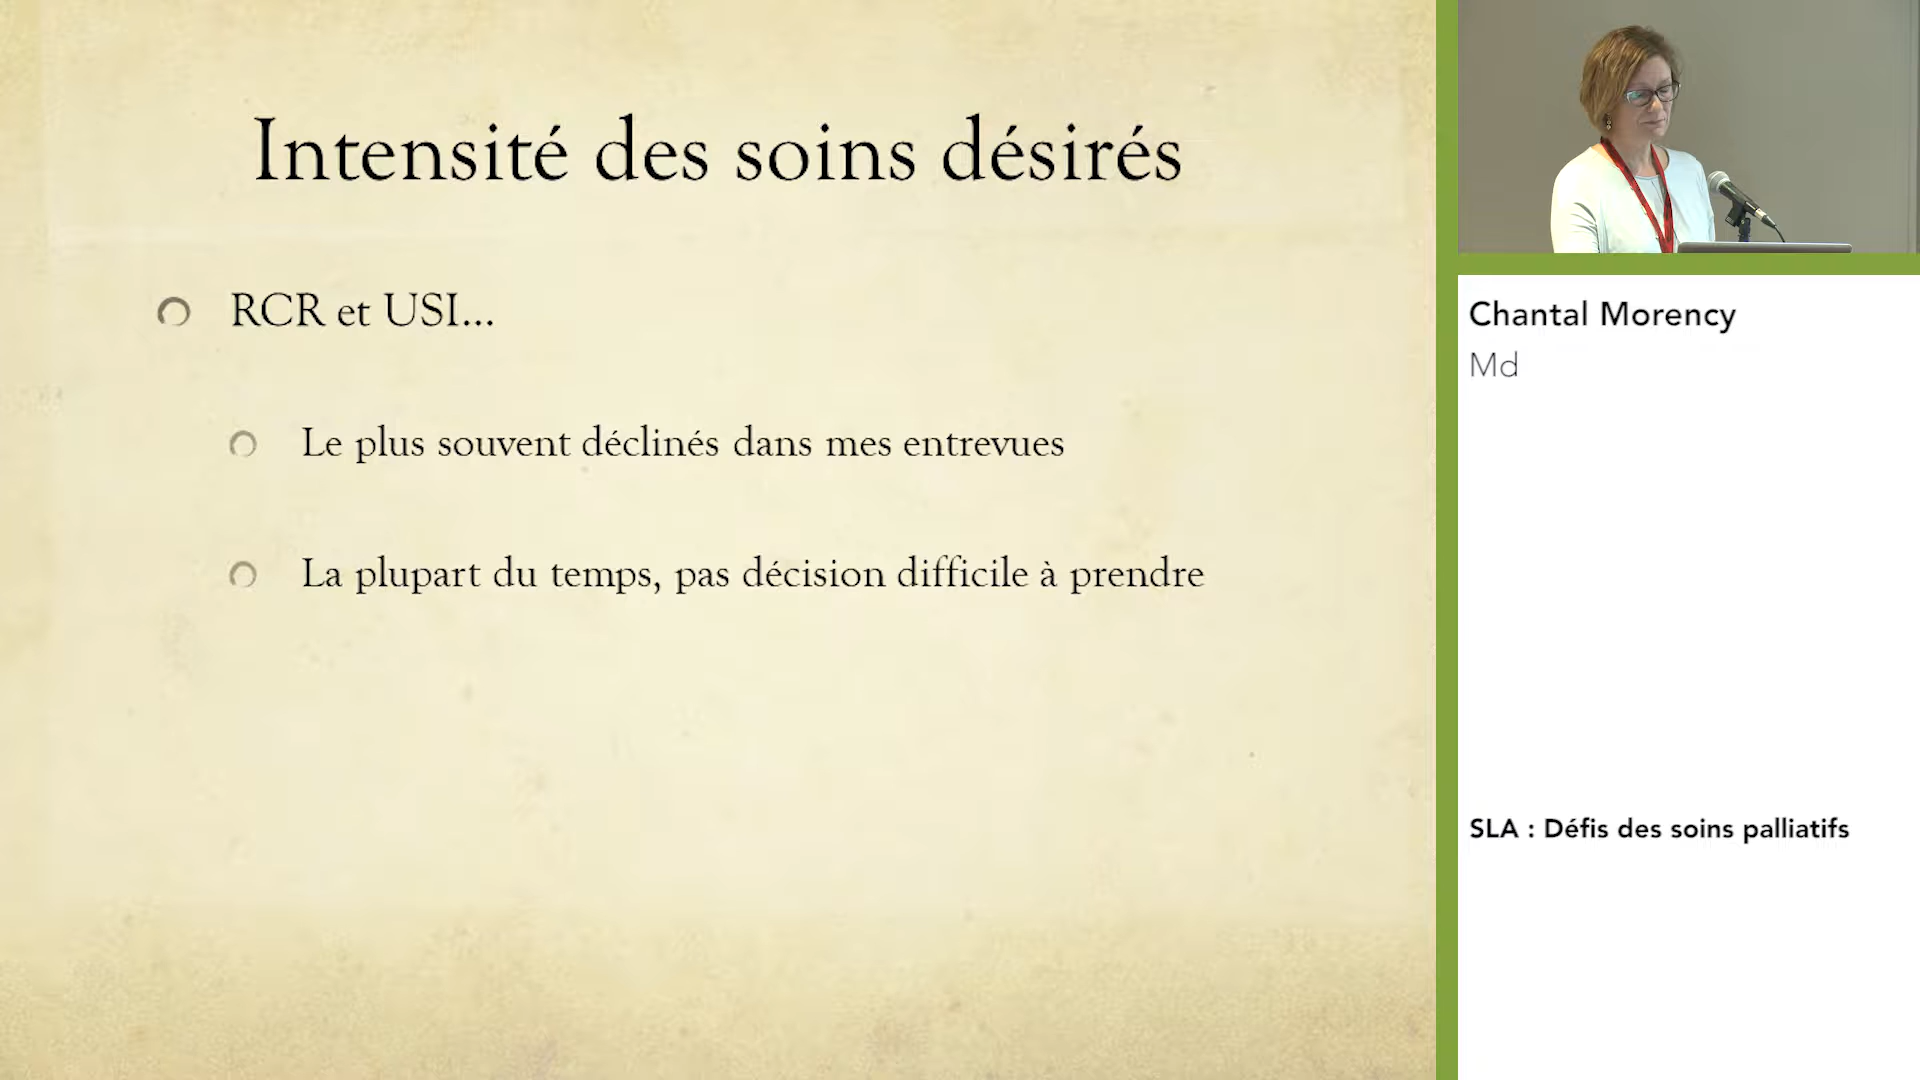 Intensité des soins désirés
RCR et USI...
Le plus souvent déclinés dans mes entrevues
La plupart du temps, pas décision difficile à prendre
Chantal Morency
Md
SLA : Défis des soins palliatifs